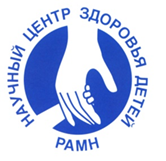 НАУЧНЫЙ ЦЕНТР ЗДОРОВЬЯ ДЕТЕЙ
РАМН